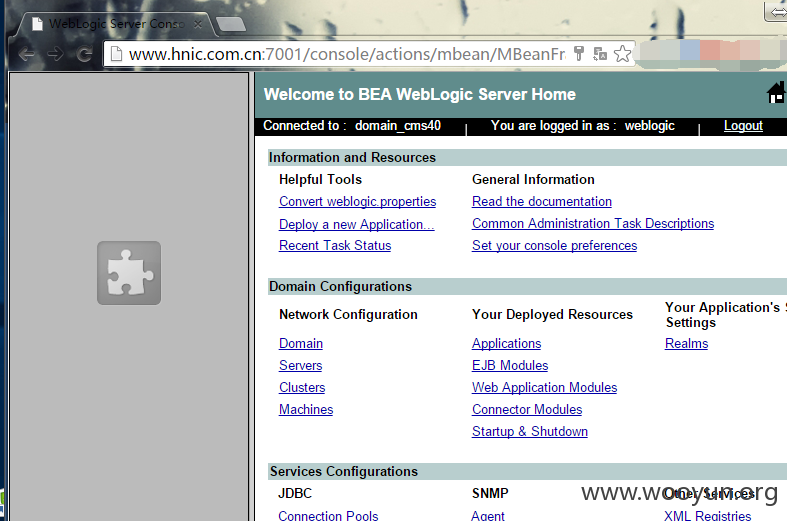 WebLogic Server Conso
www.hnic.com.cn:7001/console/actions/mbean/MBeanFr
Welcome to BEA WebLogic Server Home
Connected to : domain_cms40 | You are logged in as : weblogic | Logout
Information and Resources
Helpful Tools General Information
Convert weblogic.properties Read the documentation
Deploy a new Application... Common Administration Task Descriptions
Recent Task Status Set your console preferences
Domain Configurations
Network Configuration Your Deployed Resources Your Application's S
Settings
Domain Applications Realms
Servers EJB Modules
Clusters Web Application Modules
Machines Connector Modules
Startup & Shutdown
Services Configurations
JDBC SNMP Other Services
www.wooyun.org
Connection Pools Agent XML Registries